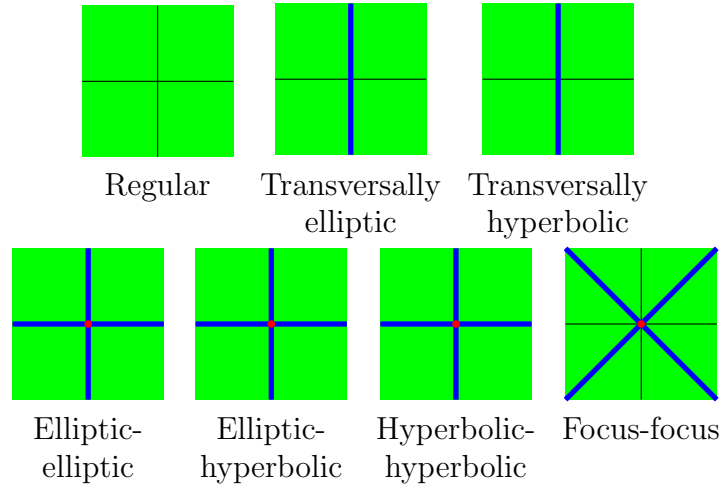 Regular
Transversally
elliptic
Transversally
hyperbolic
Elliptic-
elliptic
Elliptic-
hyperbolic
Hyperbolic-
hyperbolic
Focus-focus